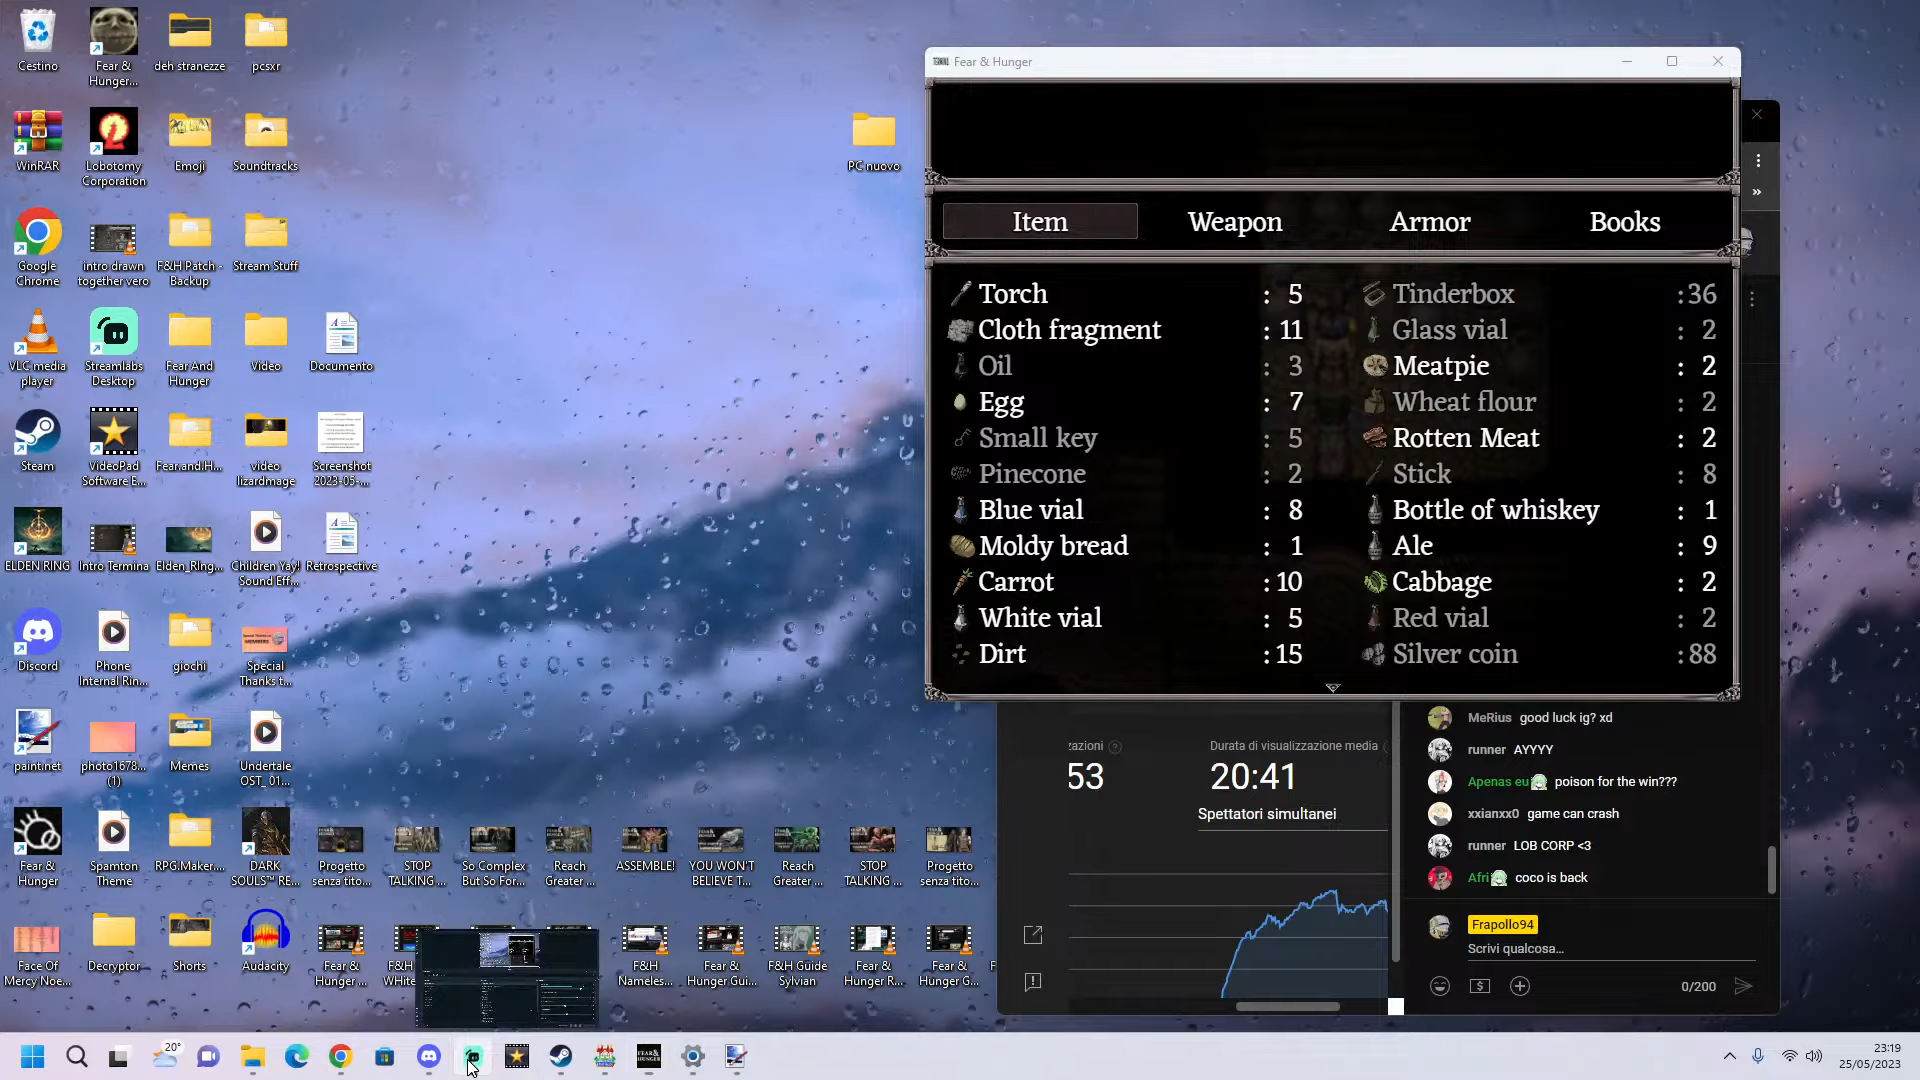 Cestino
Fear &
Hunger...
deh stranezze
pcsxr
WinRAR
Lobotomy
Corporation
Emoji
Soundtracks
PC nuovo
Google
Chrome
intro drawn
together vero
F&H Patch -
Backup
Stream Stuff
VLC media
player
Streamlabs
Desktop
Fear And
Hunger
Video
Documento
Steam
VideoPad
Software E...
Fear.and.H...
video
lizardmage
Screenshot
2023-05-...
ELDEN RING
Intro Termina
Elden_RIng...
Children Yay!
Sound Eff...
Retrospective
Discord
Phone
Internal Rin...
giochi
Special
Thanks t...
paint.net
photo1678...
(1)
Memes
Undertale
OST_ 01...
Fear &
Hunger
Spamton
Theme
RPG.Maker...
DARK
SOULS™ RE...
Progetto
senza tito...
STOP
TALKING ...
So Complex
But So For...
Reach
Greater ...
ASSEMBLE!
YOU WON'T
BELIEVE T...
Reach
Greater ...
STOP
TALKING ...
Progetto
senza tito...
Face Of
Mercy Noe...
Decryptor
Shorts
Audacity
Fear &
Hunger ...
F&H
Nameles...
Fear &
Hunger Gui...
F&H Guide
Sylvian
Fear &
Hunger R...
Fear &
Hunger G...
Fear & Hunger
Item Weapon Armor Books
Torch : 5 Tinderbox :36
Cloth fragment : 11 Glass vial : 2
Oil : 3 Meatpie : 2
Egg : 7 Wheat flour : 2
Small key : 5 Rotten Meat : 2
Pinecone : 2 Stick : 8
Blue vial : 8 Bottle of whiskey : 1
Moldy bread : 1 Ale : 9
Carrot :10 Cabbage : 2
White vial : 5 Red vial : 2
Dirt :15 Silver coin :88
zazioni
53
Durata di visualizzazione media
20:41
Spettatori simultanei
MeRius good luck ig? xd
runner AYYYY
Apenas eu poison for the win???
xxianxx0 game can crash
runner LOB CORP <3
Afri coco is back
Frapollo94
Scrivi qualcosa...
0/200
20°
23:19
25/05/2023